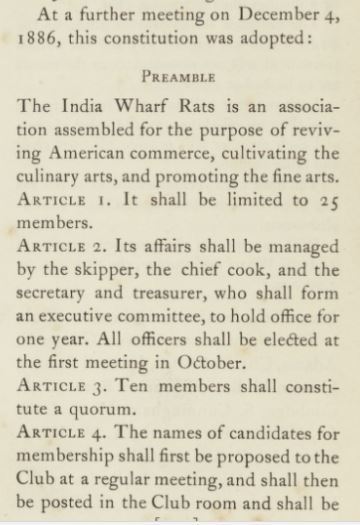 At a further meeting on December 4,
1886, this constitution was adopted:
Preamble
The India Wharf Rats is an associa-
tion assembled for the purpose of reviv-
ing American commerce, cultivating the
culinary arts, and promoting the fine arts.
Article 1. It shall be limited to 25
members.
Article 2. Its affairs shall be managed
by the skipper, the chief cook, and the
secretary and treasurer, who shall form
an executive committee, to hold office for
one year. All officers shall be elected at
the first meeting in October.
Article 3. Ten members shall consti-
tute a quorum.
Article 4. The names of candidates for
membership shall first be proposed to the
Club at a regular meeting, and shall then
be posted in the Club room and shall be